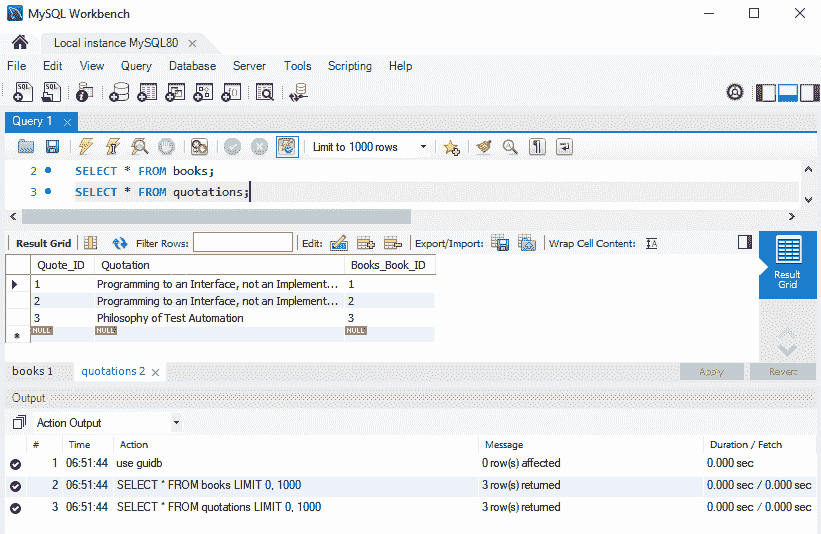 MySQL Workbench
Local instance MySQL80
File Edit View Query Database Server Tools Scripting Help
Query 1
Limit to 1000 rows
2 SELECT * FROM books;
3 SELECT * FROM quotations;
Result Grid Filter Rows: Edit: Export/Import: Wrap Cell Content:
Quote_ID Quotation Books_Book_ID
1 Programming to an Interface, not an Implement... 1
2 Programming to an Interface, not an Implement... 2
3 Philosophy of Test Automation 3
NULL NULL NULL
Result
Grid
books 1 quotations 2 Apply Revert
Output
Action Output
# Time Action Message Duration / Fetch
1 06:51:44 use guidb 0 row(s) affected 0.000 sec
2 06:51:44 SELECT * FROM books LIMIT 0, 1000 3 row(s) returned 0.000 sec / 0.000 sec
3 06:51:44 SELECT * FROM quotations LIMIT 0, 1000 3 row(s) returned 0.000 sec / 0.000 sec